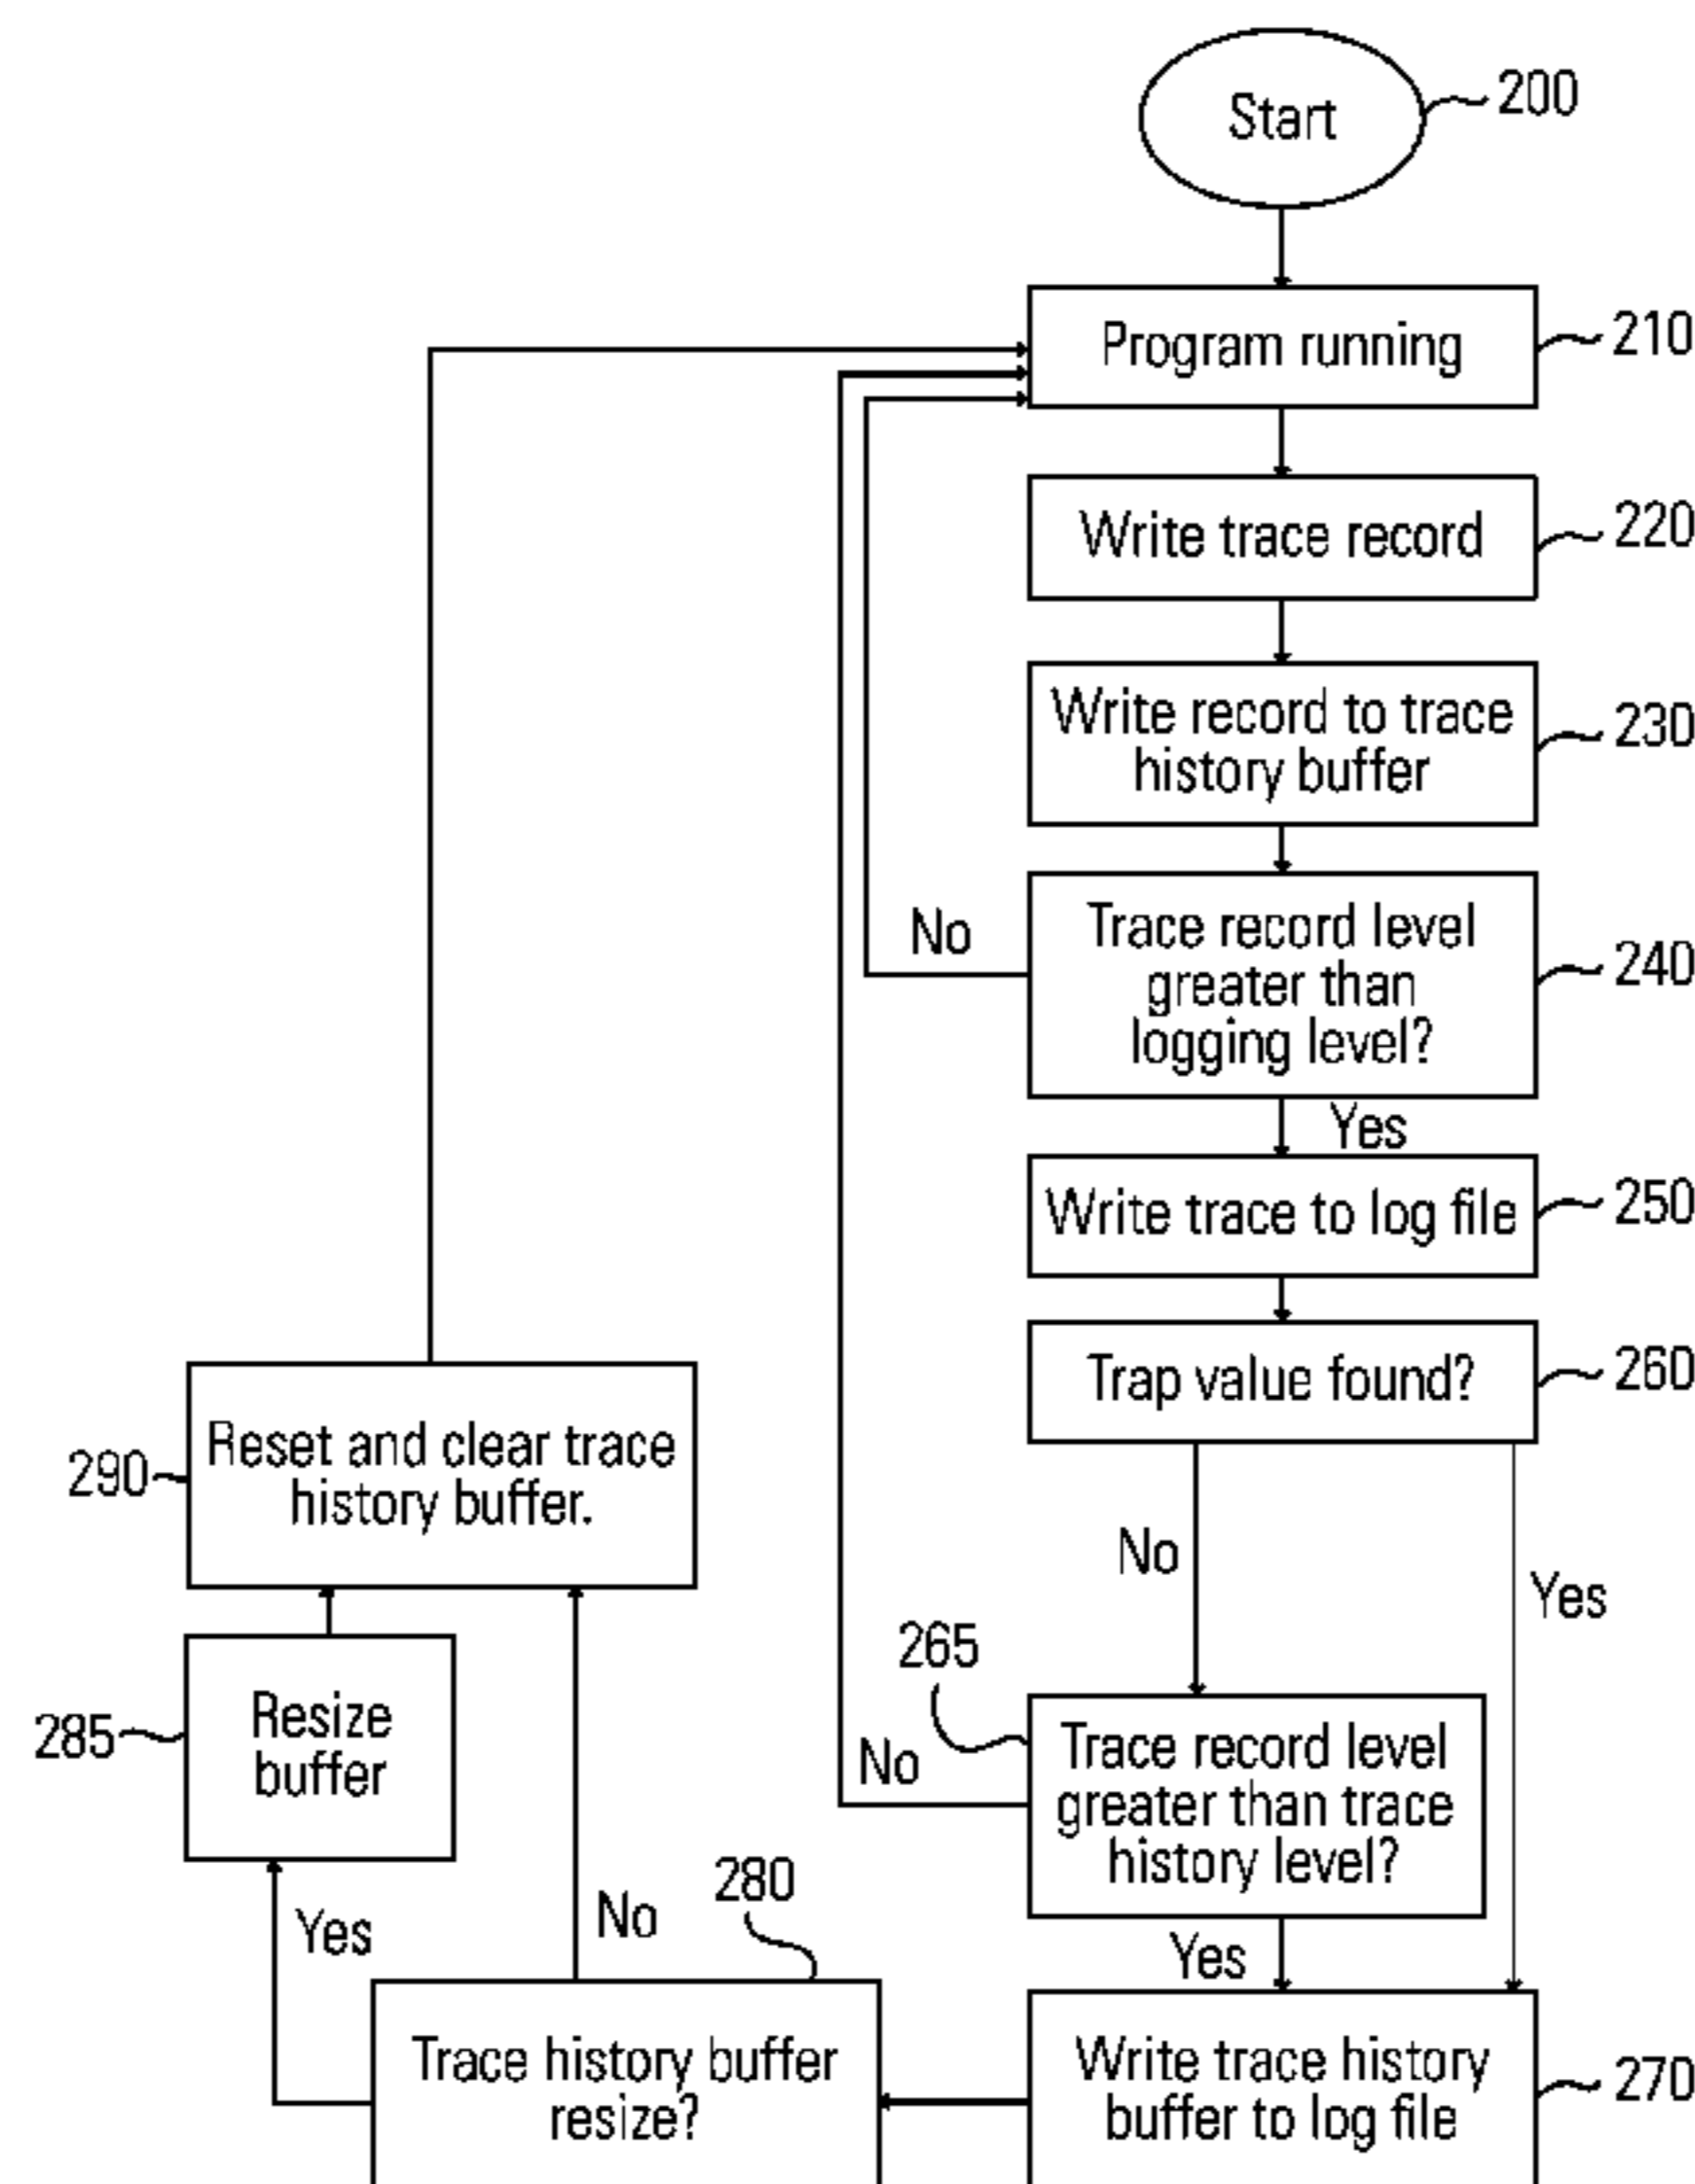 Start
200
Program running
210
Write trace record
220
Write record to trace
history buffer
230
Trace record level
greater than
logging level?
240
No
Yes
Write trace to log file
250
Trap value found?
260
No
Yes
265
Trace record level
greater than trace
history level?
No
Yes
Write trace history
buffer to log file
270
280
Trace history buffer
resize?
Yes
No
285
Resize
buffer
290
Reset and clear trace
history buffer.